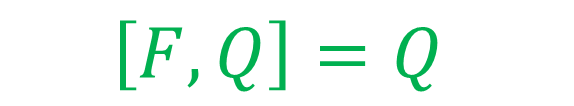 [F, Q] = Q